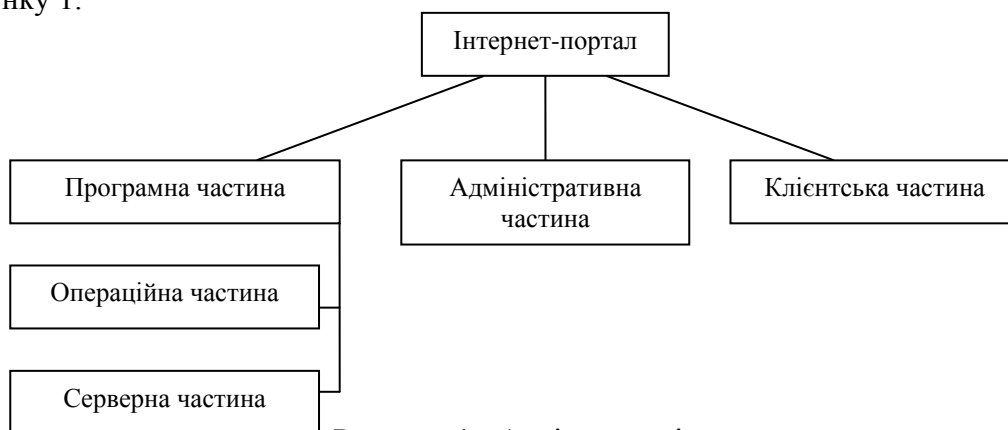 нку 1.
Інтернет-портал
Програмна частина
Адміністративна
частина
Клієнтська частина
Операційна частина
Серверна частина